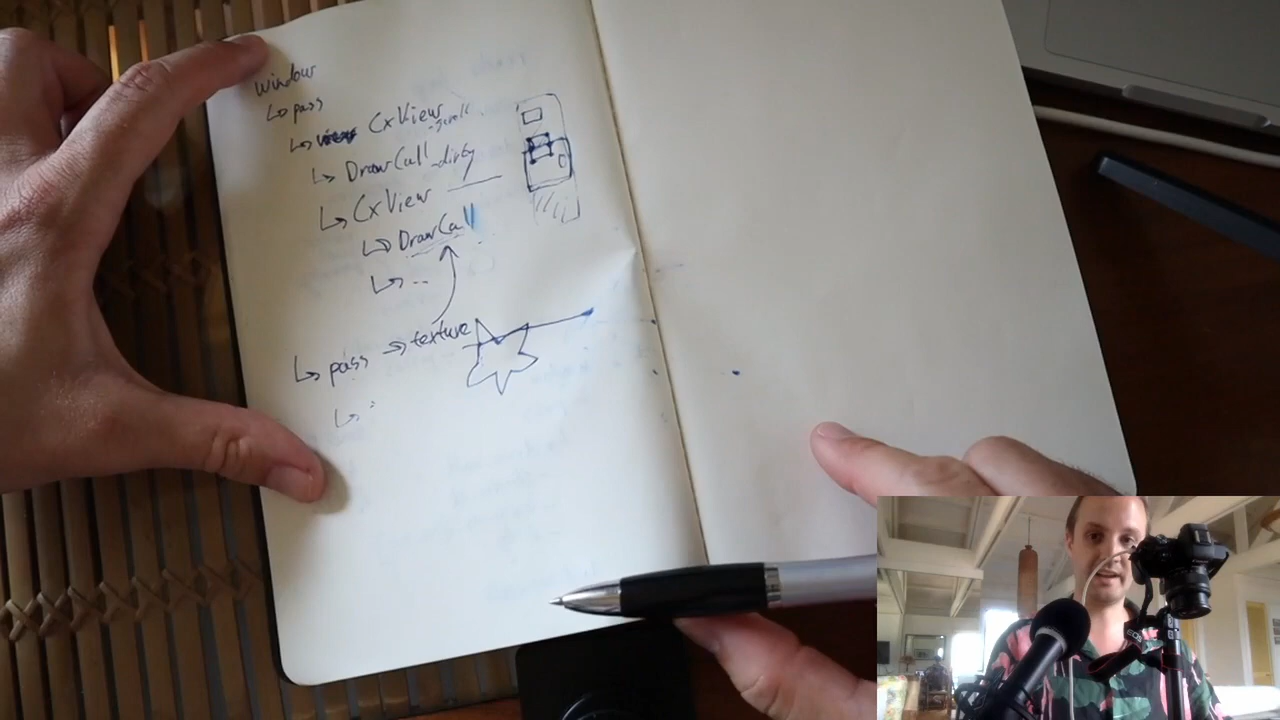 window
↳ pass
↳ CxView -scroll
↳ DrawCall -dirty
↳ CxView
↳ DrawCall
↳ ...
↳ pass → texture
↳ :